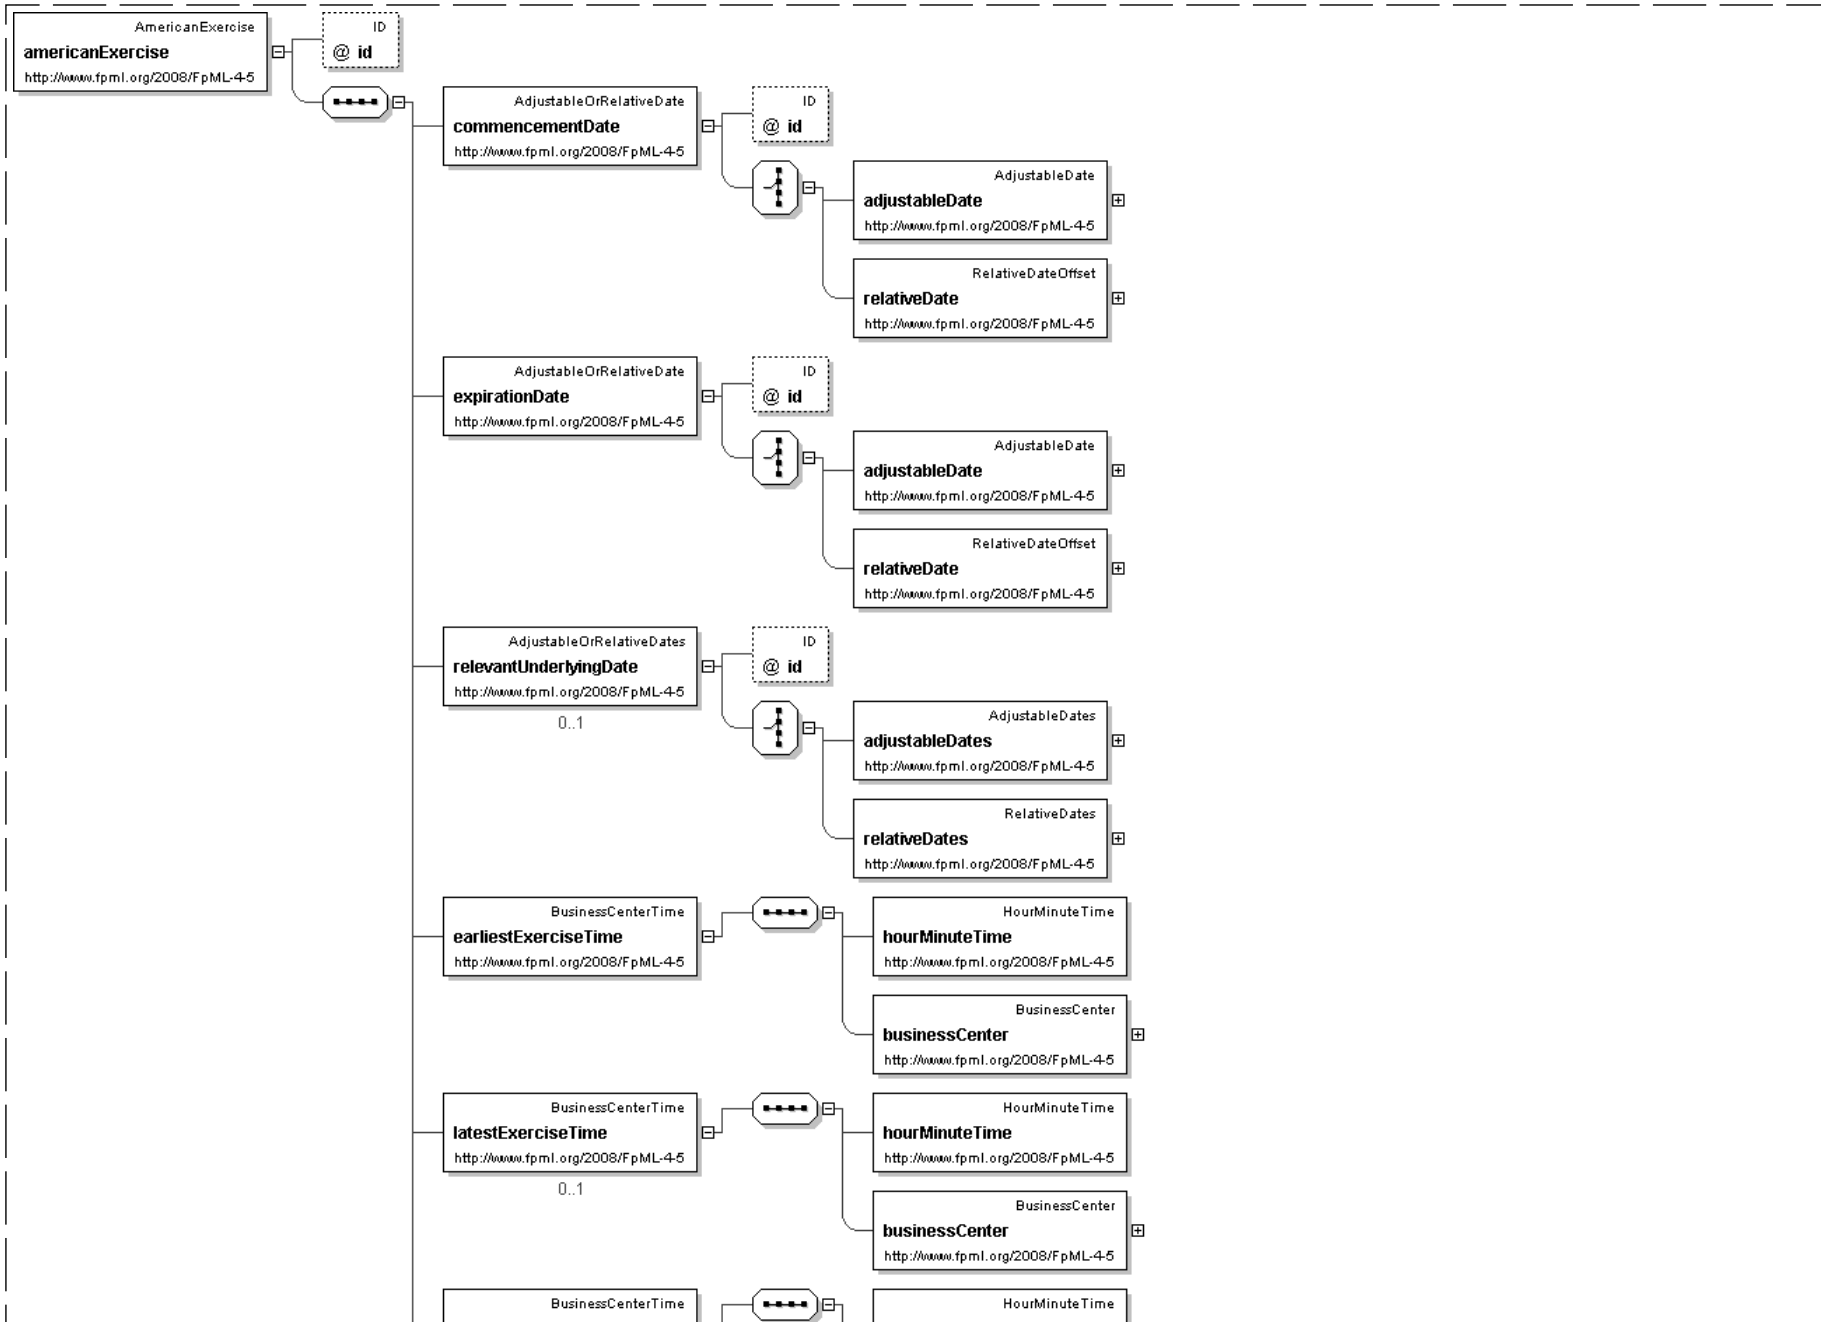 AmericanExercise
americanExercise
http://www.fpml.org/2008/FpML-4-5
ID
@ id
AdjustableOrRelativeDate
commencementDate
http://www.fpml.org/2008/FpML-4-5
ID
@ id
AdjustableDate
adjustableDate
http://www.fpml.org/2008/FpML-4-5
RelativeDateOffset
relativeDate
http://www.fpml.org/2008/FpML-4-5
AdjustableOrRelativeDate
expirationDate
http://www.fpml.org/2008/FpML-4-5
ID
@ id
AdjustableDate
adjustableDate
http://www.fpml.org/2008/FpML-4-5
RelativeDateOffset
relativeDate
http://www.fpml.org/2008/FpML-4-5
AdjustableOrRelativeDates
relevantUnderlyingDate
http://www.fpml.org/2008/FpML-4-5
0..1
ID
@ id
AdjustableDates
adjustableDates
http://www.fpml.org/2008/FpML-4-5
RelativeDates
relativeDates
http://www.fpml.org/2008/FpML-4-5
BusinessCenterTime
earliestExerciseTime
http://www.fpml.org/2008/FpML-4-5
HourMinuteTime
hourMinuteTime
http://www.fpml.org/2008/FpML-4-5
BusinessCenter
businessCenter
http://www.fpml.org/2008/FpML-4-5
BusinessCenterTime
latestExerciseTime
http://www.fpml.org/2008/FpML-4-5
0..1
HourMinuteTime
hourMinuteTime
http://www.fpml.org/2008/FpML-4-5
BusinessCenter
businessCenter
http://www.fpml.org/2008/FpML-4-5
BusinessCenterTime
HourMinuteTime